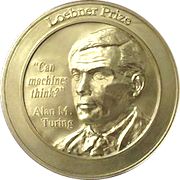 Loebner Prize
"Can
machines
think?"
Alan M.
Turing